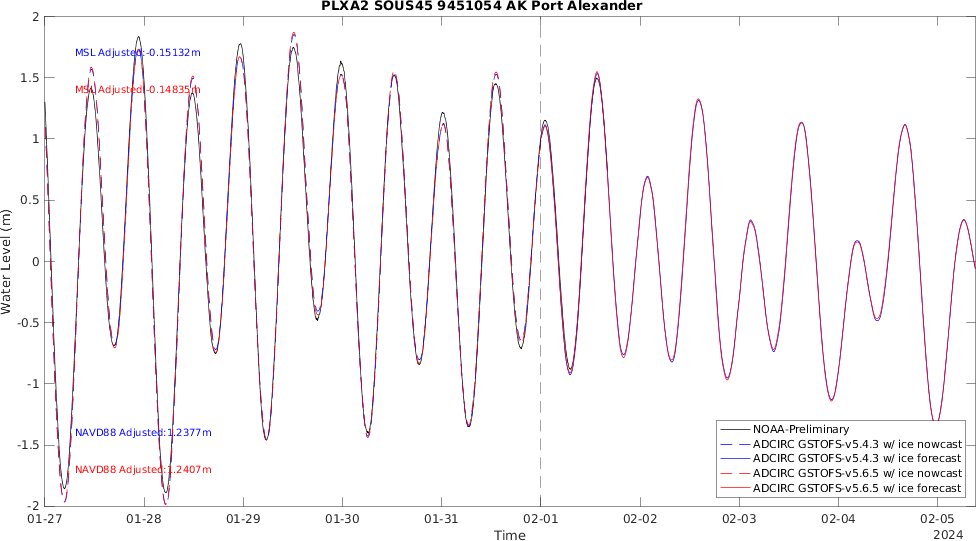 PLXA2 SOUS45 9451054 AK Port Alexander
Water Level (m)
2
1.5
1
0.5
0
-0.5
-1
-1.5
-2
MSL Adjusted:-0.15132m
MSL Adjusted:-0.14835m
NAVD88 Adjusted:1.2377m
NAVD88 Adjusted:1.2407m
NOAA-Preliminary
ADCIRC GSTOFS-v5.4.3 w/ ice nowcast
ADCIRC GSTOFS-v5.4.3 w/ ice forecast
ADCIRC GSTOFS-v5.6.5 w/ ice nowcast
ADCIRC GSTOFS-v5.6.5 w/ ice forecast
01-27 01-28 01-29 01-30 01-31 02-01 02-02 02-03 02-04 02-05
Time
2024